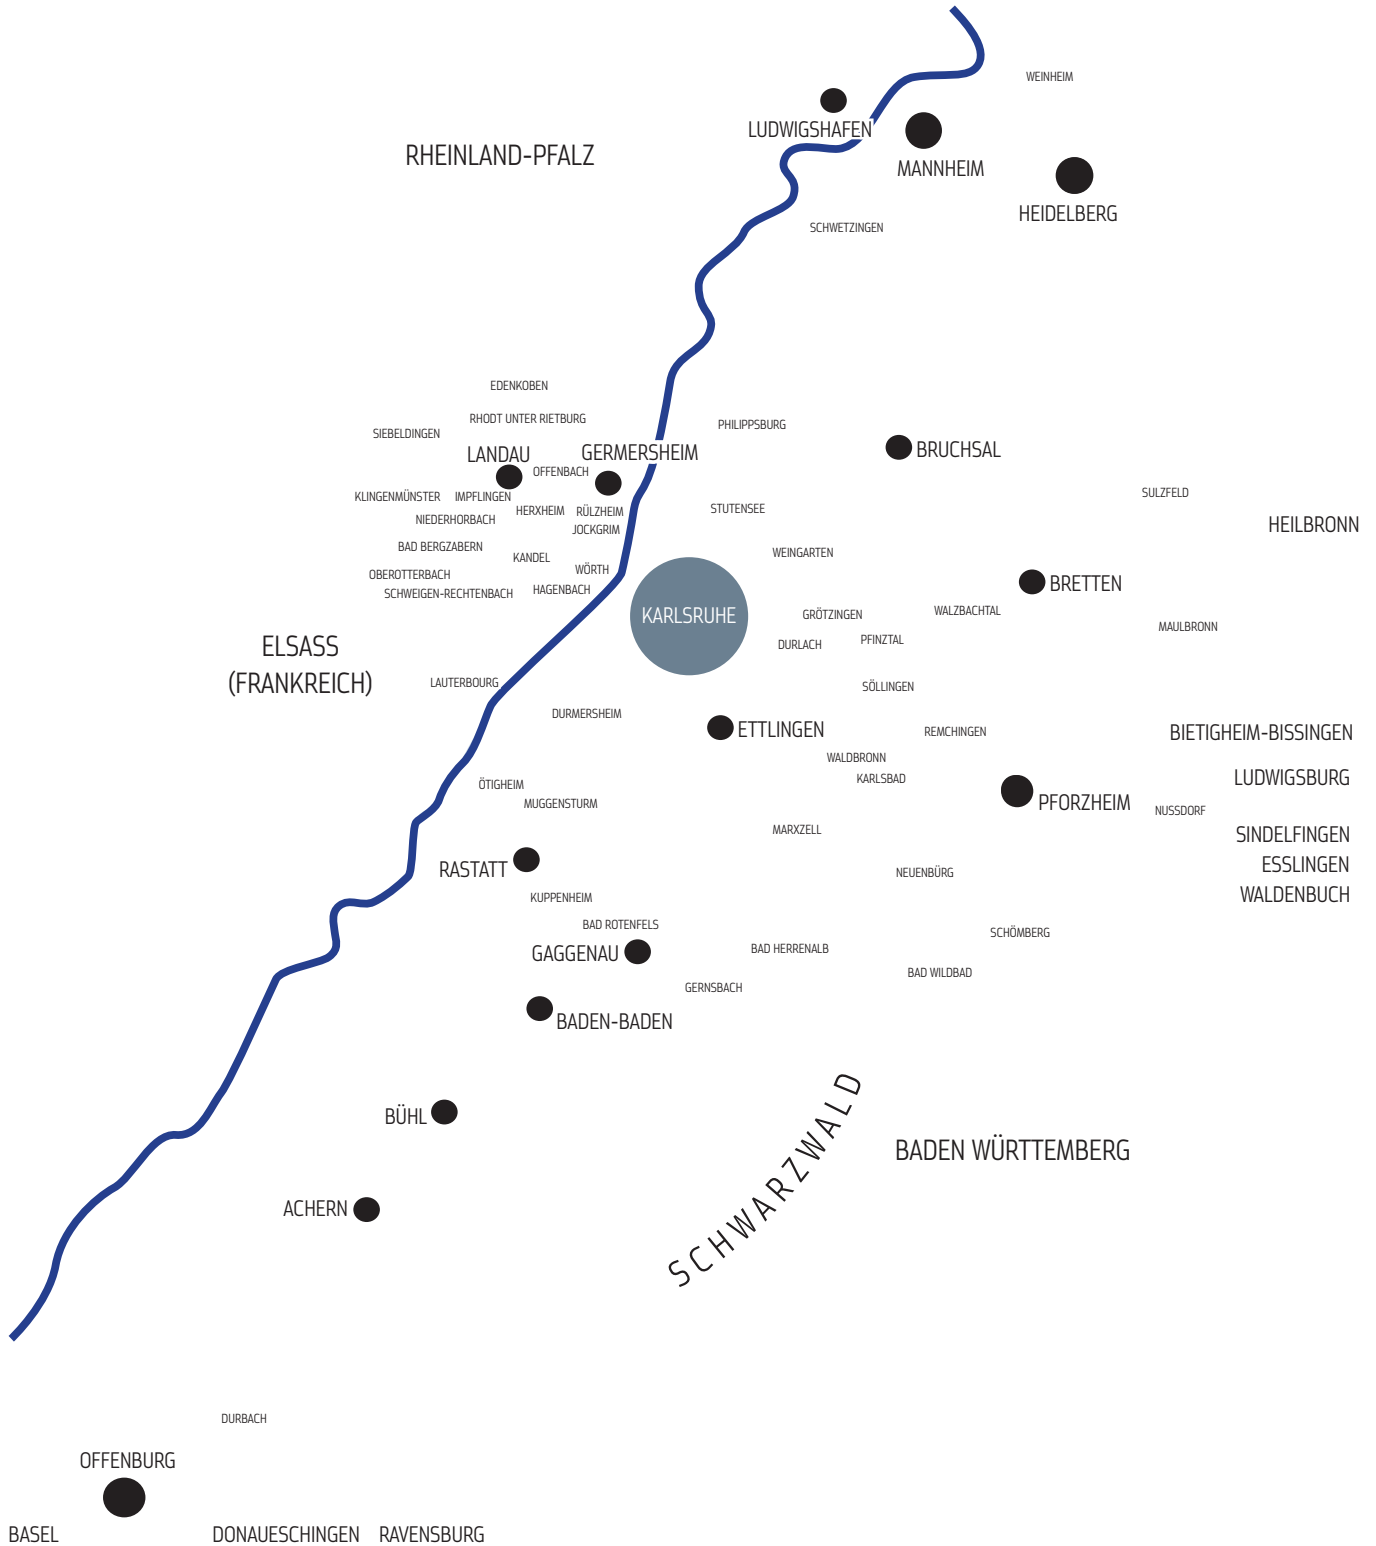 WEINHEIM
LUDWIGSHAFEN
RHEINLAND-PFALZ
MANNHEIM
HEIDELBERG
SCHWETZINGEN
EDENKOBEN
RHODT UNTER RIETBURG
PHILIPPSBURG
SIEBELDINGEN
BRUCHSAL
GERMERSHEIM
LANDAU
OFFENBACH
SULZFELD
KLINGENMÜNSTER
IMPFLINGEN
STUTENSEE
HERXHEIM
RÜLZHEIM
NIEDERHORBACH
HEILBRONN
JOCKGRIM
BAD BERGZABERN
WEINGARTEN
KANDEL
WÖRTH
OBEROTTERBACH
BRETTEN
HAGENBACH
SCHWEIGEN-RECHTENBACH
WALZBACHTAL
KARLSRUHE
GRÖTZINGEN
MAULBRONN
PFINZTAL
DURLACH
ELSASS
(FRANKREICH)
LAUTERBOURG
SÖLLINGEN
DURMERSHEIM
ETTLINGEN
REMCHINGEN
BIETIGHEIM-BISSINGEN
WALDBRONN
LUDWIGSBURG
KARLSBAD
ÖTIGHEIM
MUGGENSTURM
PFORZHEIM
NUSSDORF
MARXZELL
SINDELFINGEN
ESSLINGEN
RASTATT
NEUENBÜRG
WALDENBUCH
KUPPENHEIM
BAD ROTENFELS
SCHÖMBERG
BAD HERRENALB
GAGGENAU
BAD WILDBAD
GERNSBACH
BADEN-BADEN
BÜHL
SCHWARZWALD
BADEN WÜRTTEMBERG
ACHERN
DURBACH
OFFENBURG
BASEL
DONAUESCHINGEN
RAVENSBURG